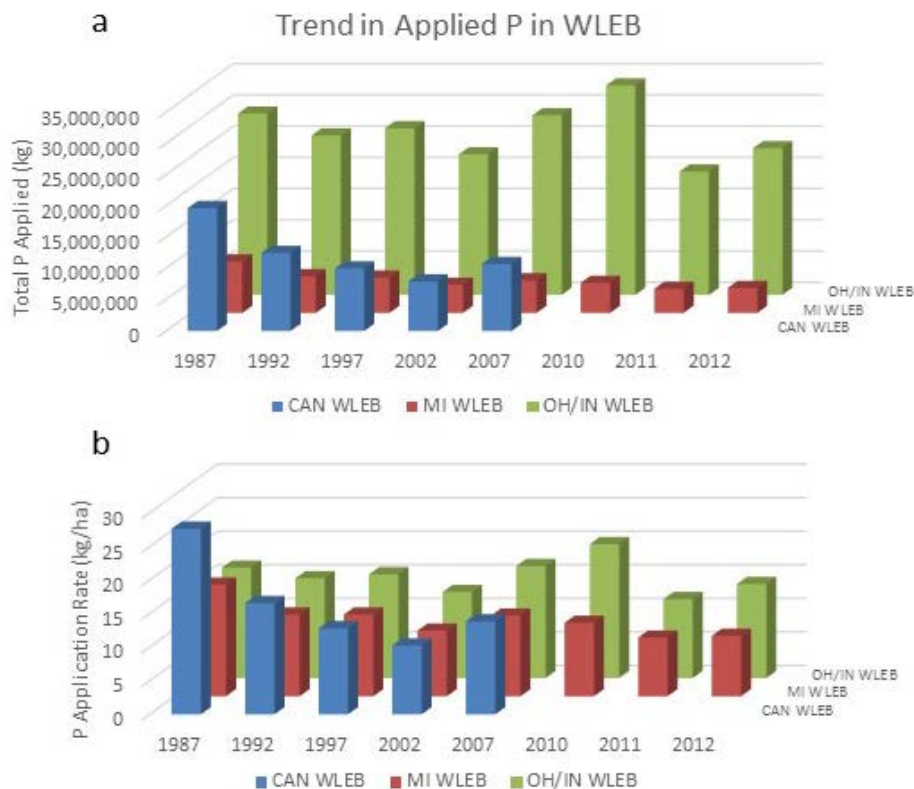 a
Trend in Applied P in WLEB
Total P Applied (kg)
35,000,000
30,000,000
25,000,000
20,000,000
15,000,000
10,000,000
5,000,000
0
OH/IN WLEB
MI WLEB
CAN WLEB
1987 1992 1997 2002 2007 2010 2011 2012
CAN WLEB MI WLEB OH/IN WLEB
b
P Application Rate (kg/ha)
30
25
20
15
10
5
0
OH/IN WLEB
MI WLEB
CAN WLEB
1987 1992 1997 2002 2007 2010 2011 2012
CAN WLEB MI WLEB OH/IN WLEB